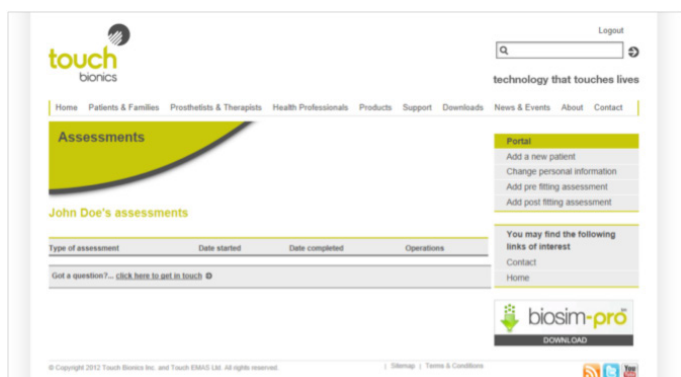 Logout
touch
bionics
technology that touches lives
Home Patients & Families Prosthetists & Therapists Health Professionals Products Support Downloads News & Events About Contact
Assessments
Portal
Add a new patient
Change personal information
Add pre fitting assessment
Add post fitting assessment
John Doe's assessments
Type of assessment Date started Date completed Operations
Got a question?... click here to get in touch
You may find the following
links of interest
Contact
Home
biosim-pro
DOWNLOAD
© Copyright 2012 Touch Bionics Inc. and Touch EMAS Ltd. All rights reserved. | Sitemap | Terms & Conditions
You